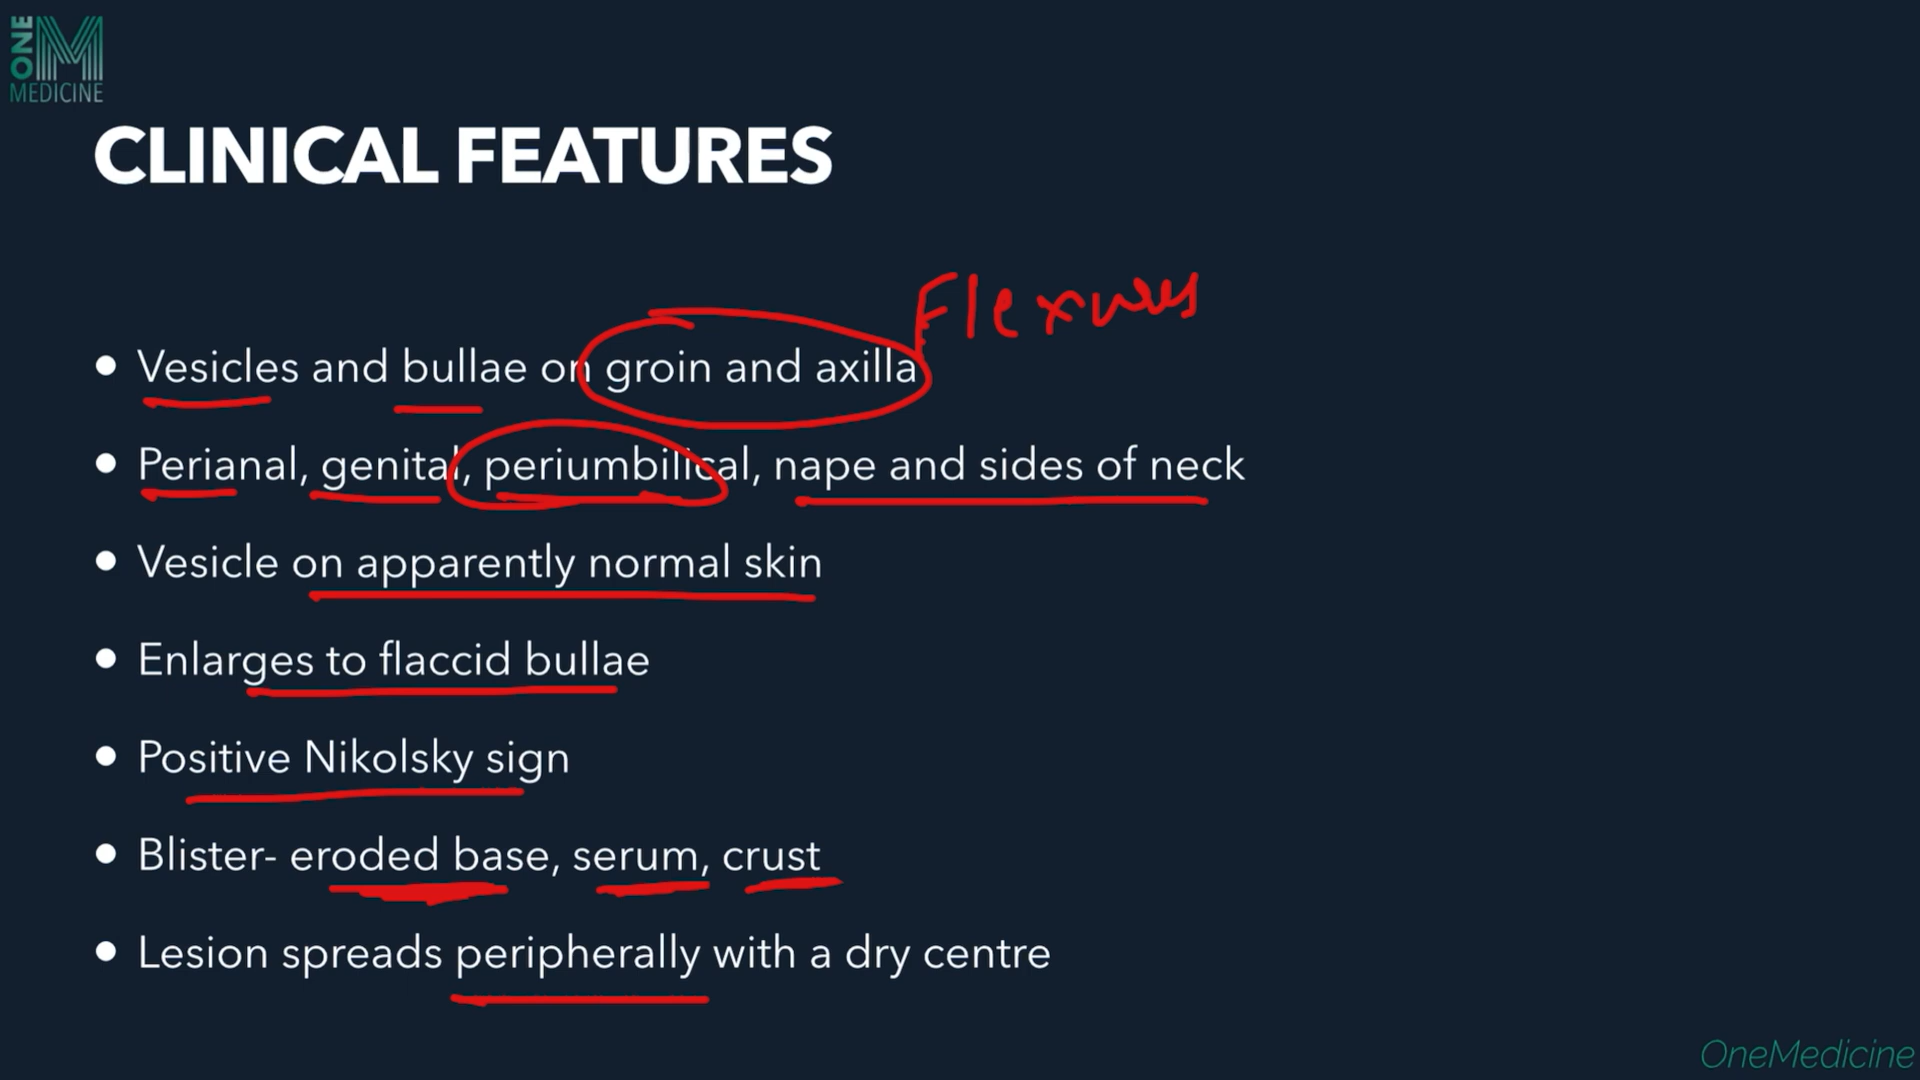 ONE
M
MEDICINE
CLINICAL FEATURES
Flexures
• Vesicles and bullae on groin and axilla
• Perianal, genital, periumbilical, nape and sides of neck
• Vesicle on apparently normal skin
• Enlarges to flaccid bullae
• Positive Nikolsky sign
• Blister- eroded base, serum, crust
• Lesion spreads peripherally with a dry centre
OneMedicine